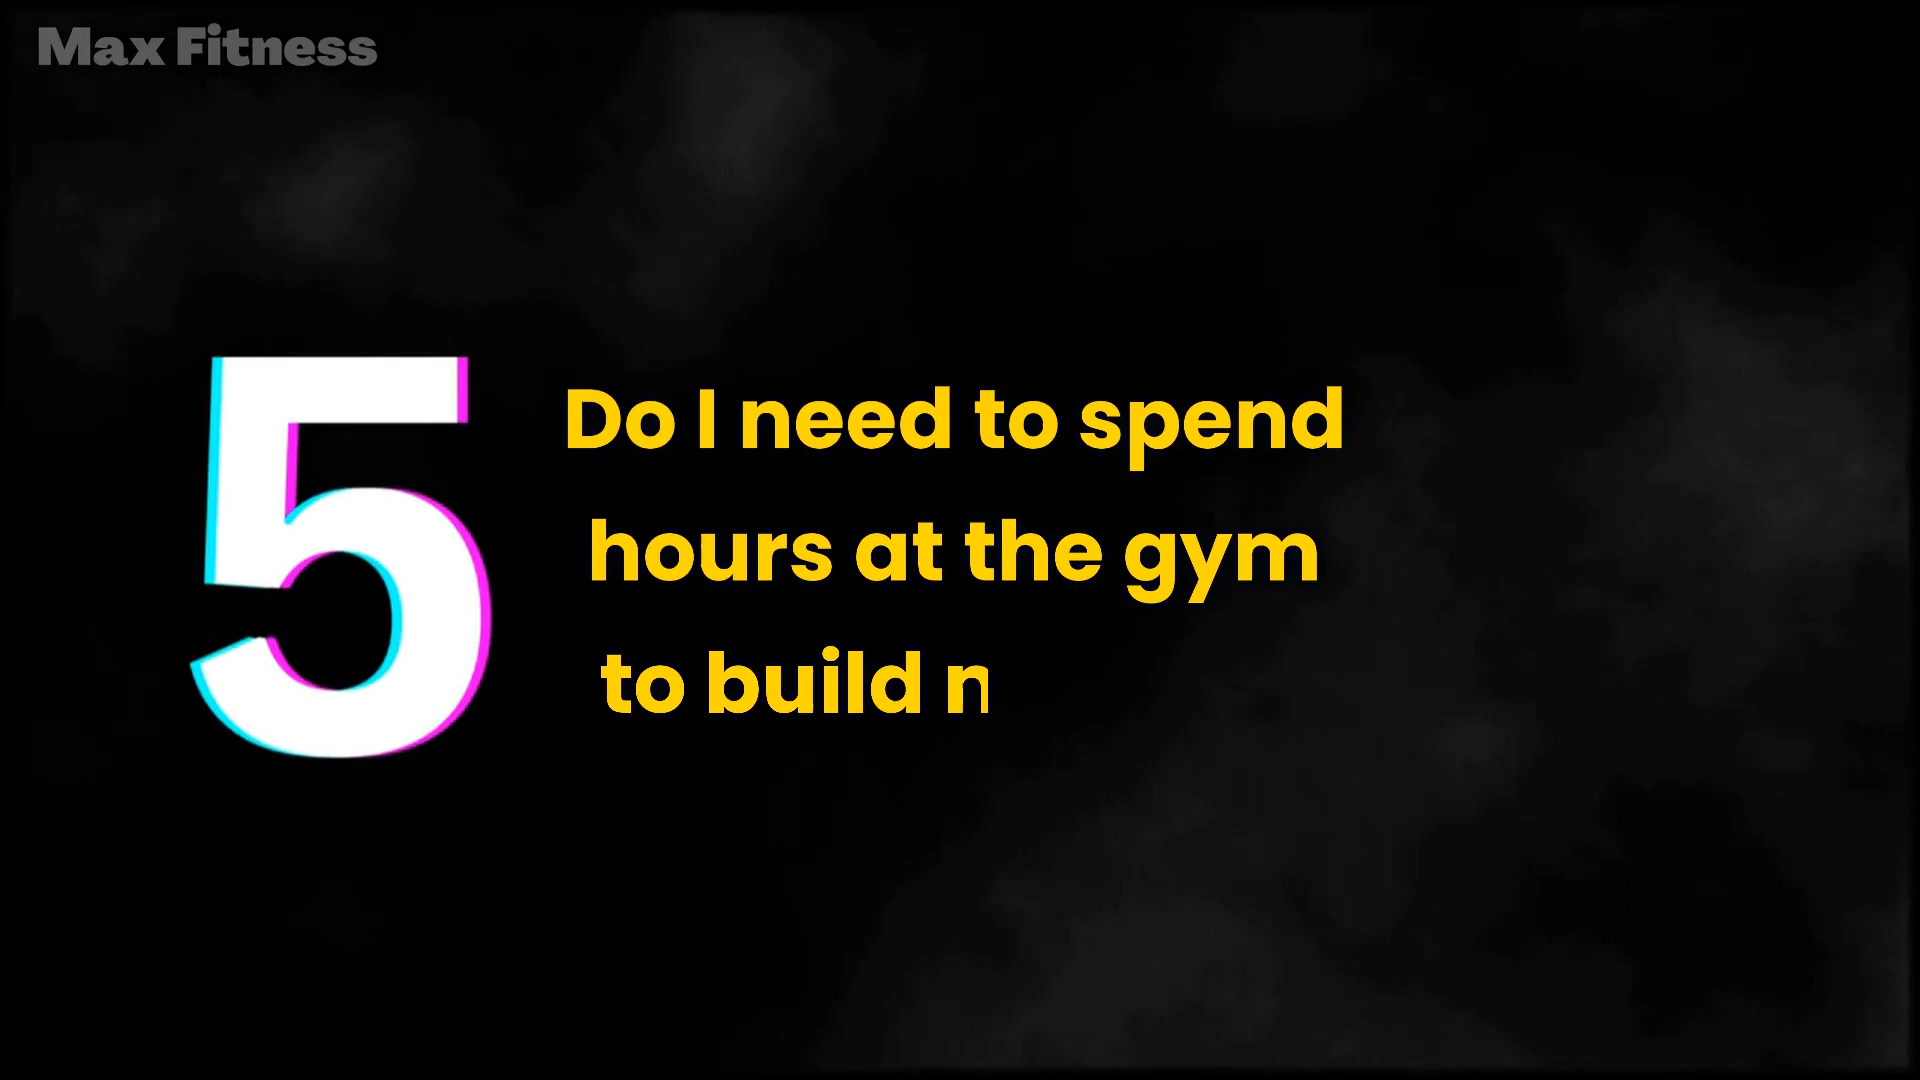 Max Fitness
5
Do I need to spend
hours at the gym
to build